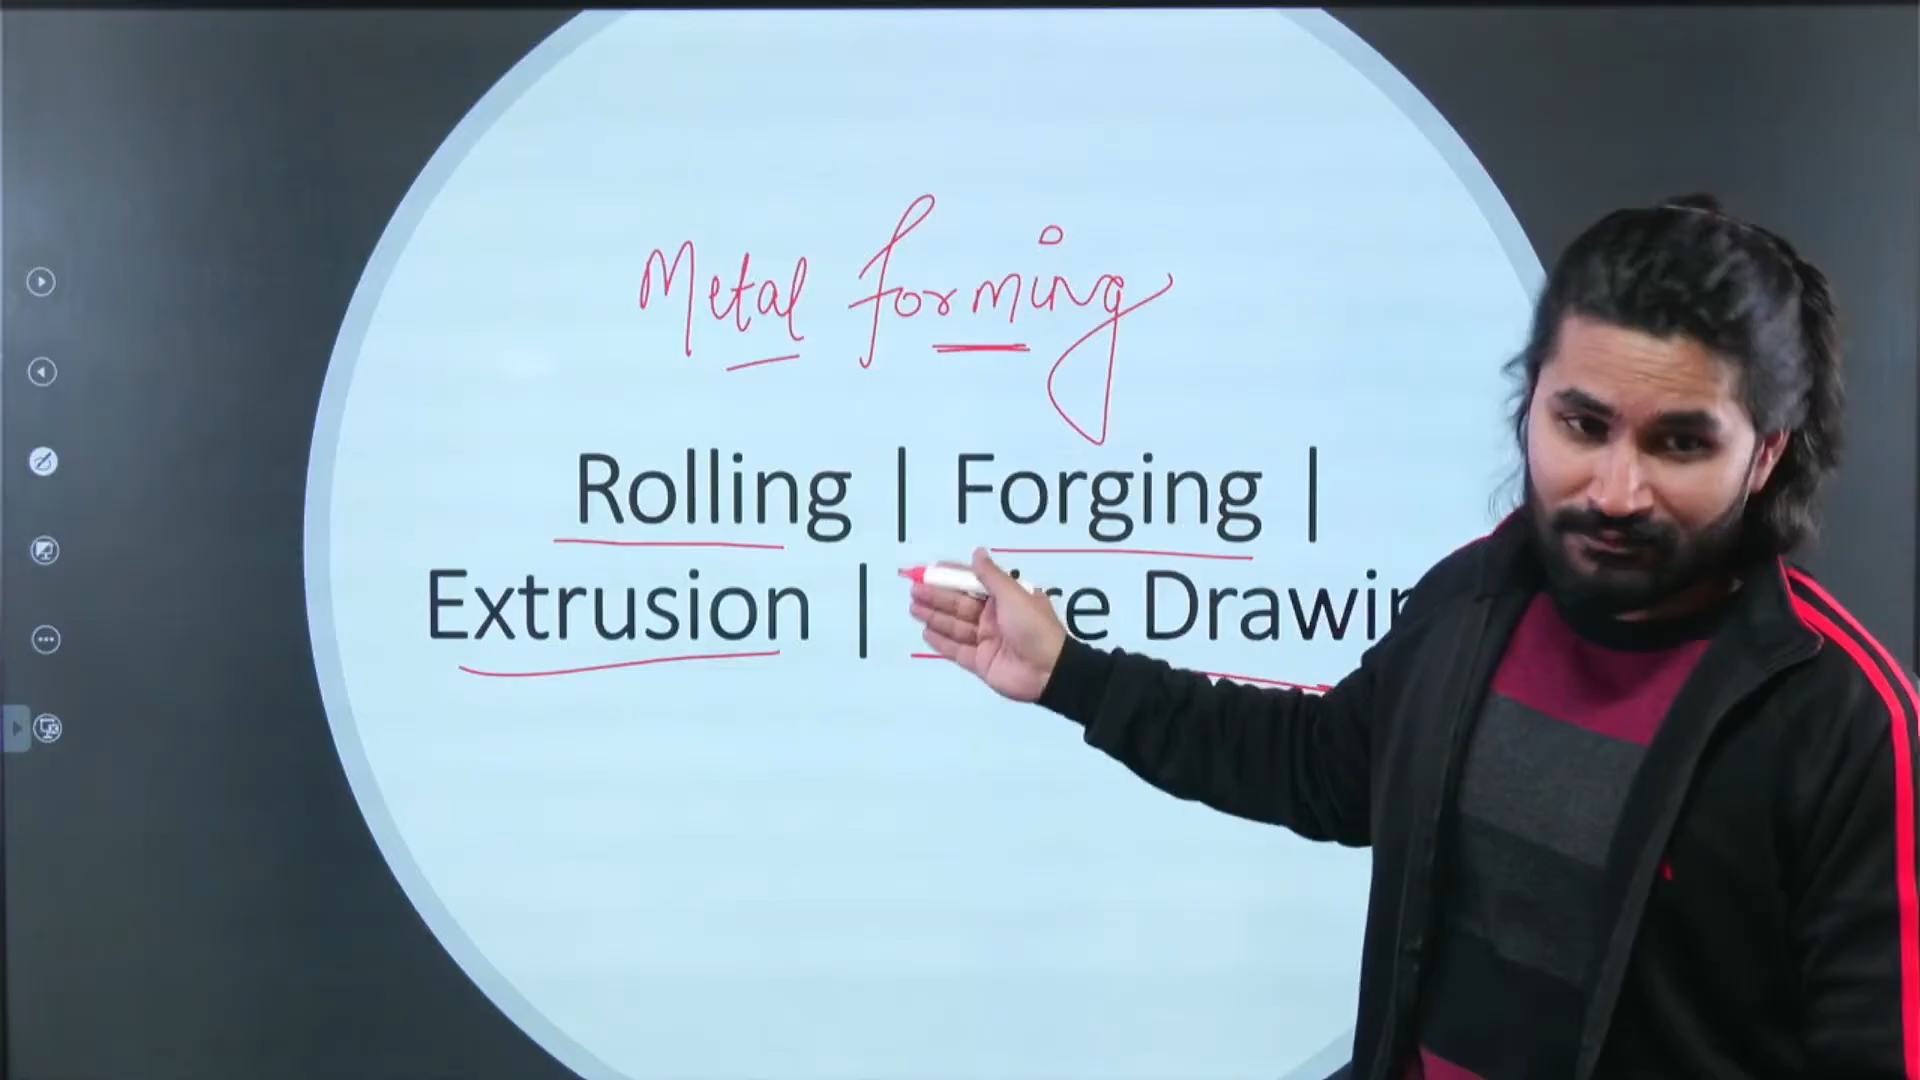 Metal forming
Rolling | Forging |
Extrusion |